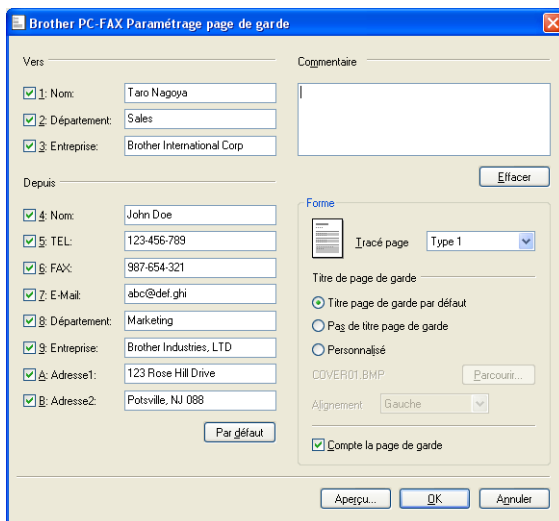 Brother PC-FAX Paramétrage page de garde
Vers
1: Nom: Taro Nagoya
2: Département: Sales
3: Entreprise: Brother International Corp
Depuis
4: Nom: John Doe
5: TEL: 123-456-789
6: FAX: 987-654-321
7: E-Mail: abc@def.ghi
8: Département: Marketing
9: Entreprise: Brother Industries, LTD
A: Adresse1: 123 Rose Hill Drive
B: Adresse2: Potsville, NJ 088
Par défaut
Commentaire
Effacer
Forme
Tracé page Type 1
Titre de page de garde
Titre page de garde par défaut
Pas de titre page de garde
Personnalisé
COVER01.BMP Parcourir...
Alignement: Gauche
Compte la page de garde
Aperçu... OK Annuler